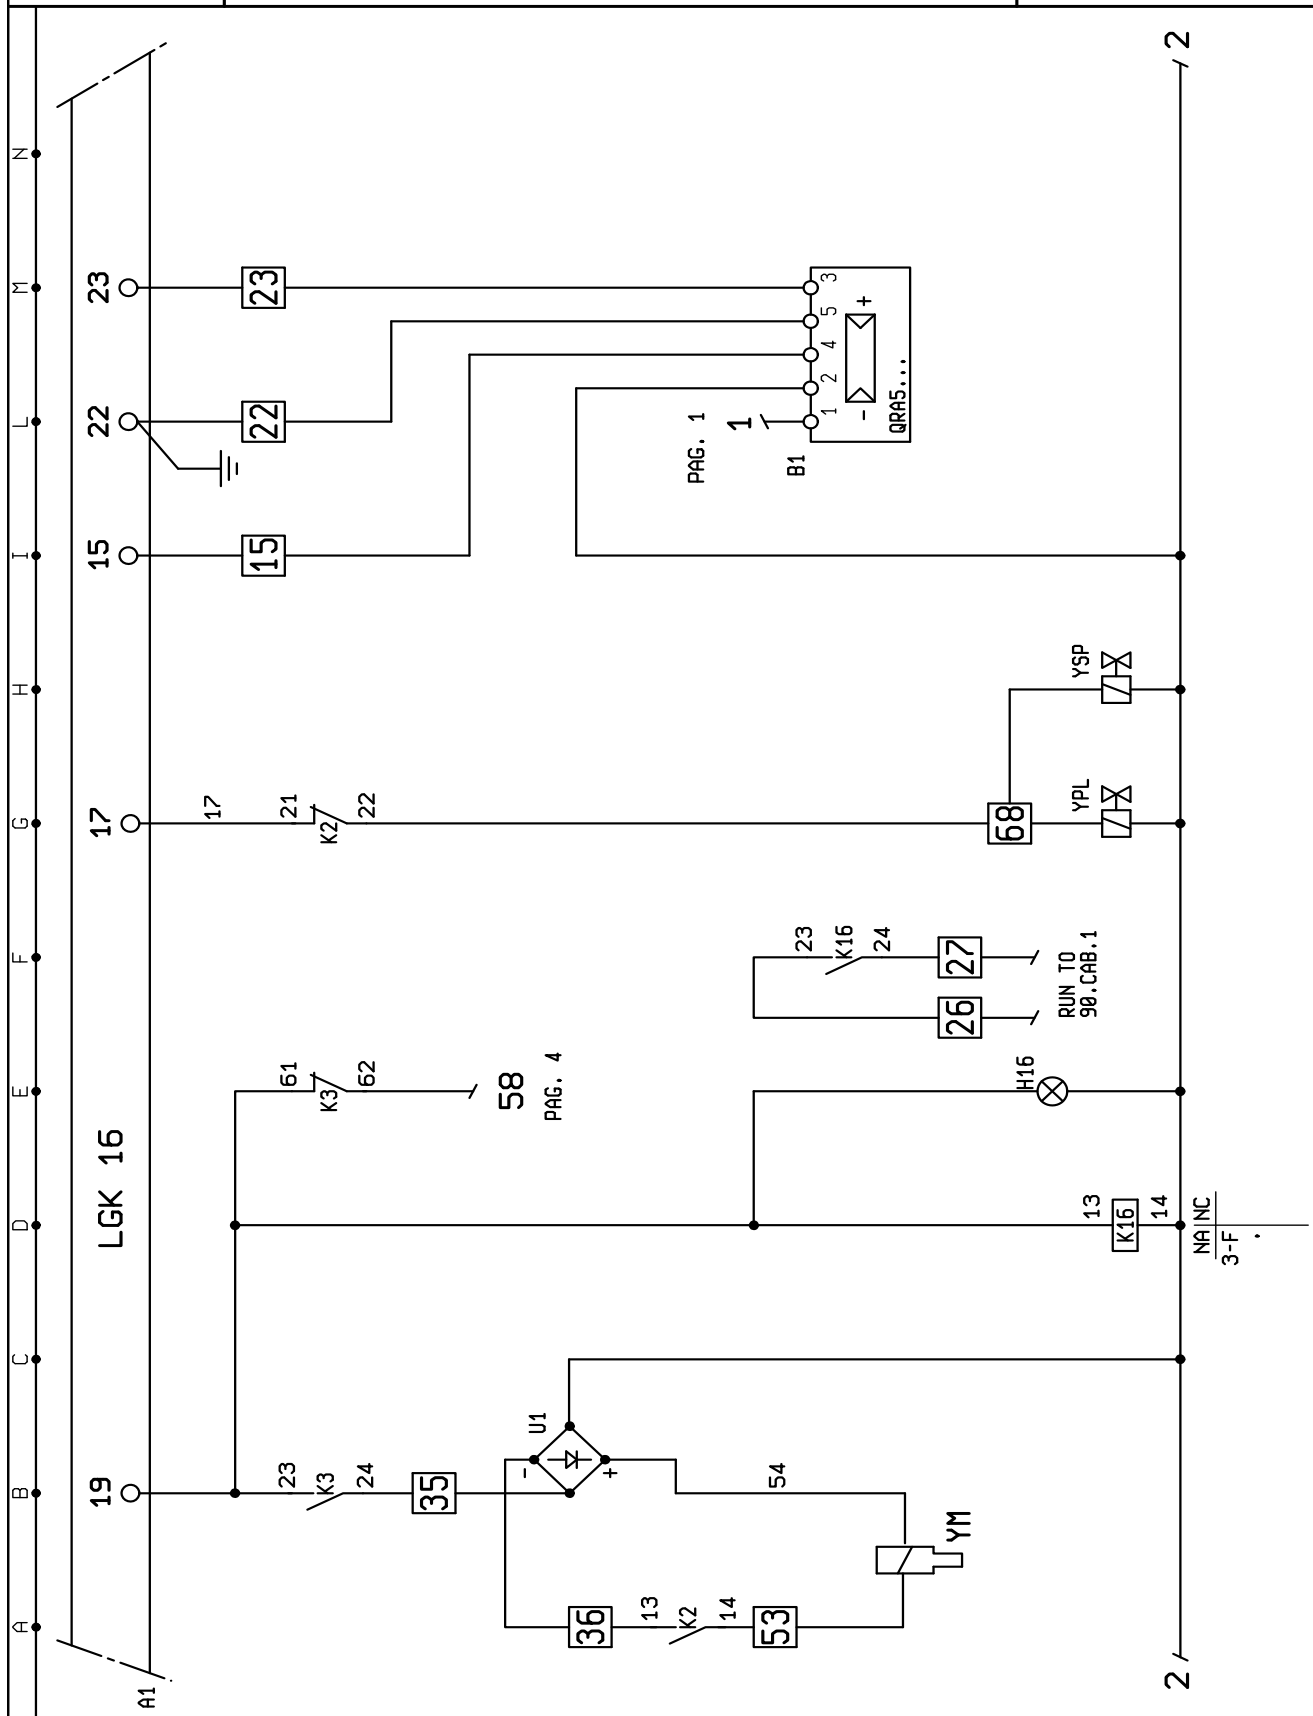 A
B
C
D
E
F
G
H
I
L
M
N
A1
LGK 16
19
17
15
22
23
23
K3
24
35
U1
-
+
54
YM
36
13
K2
14
53
61
K3
62
58
PAG. 4
13
K16
14
NA NC
3-F
.
H16
23
K16
24
26
27
RUN TO
90.CAB.1
17
21
K2
22
68
YPL
YSP
15
22
23
PAG. 1
1
B1
1
2
4
5
3
-
+
QRA5...
2
2